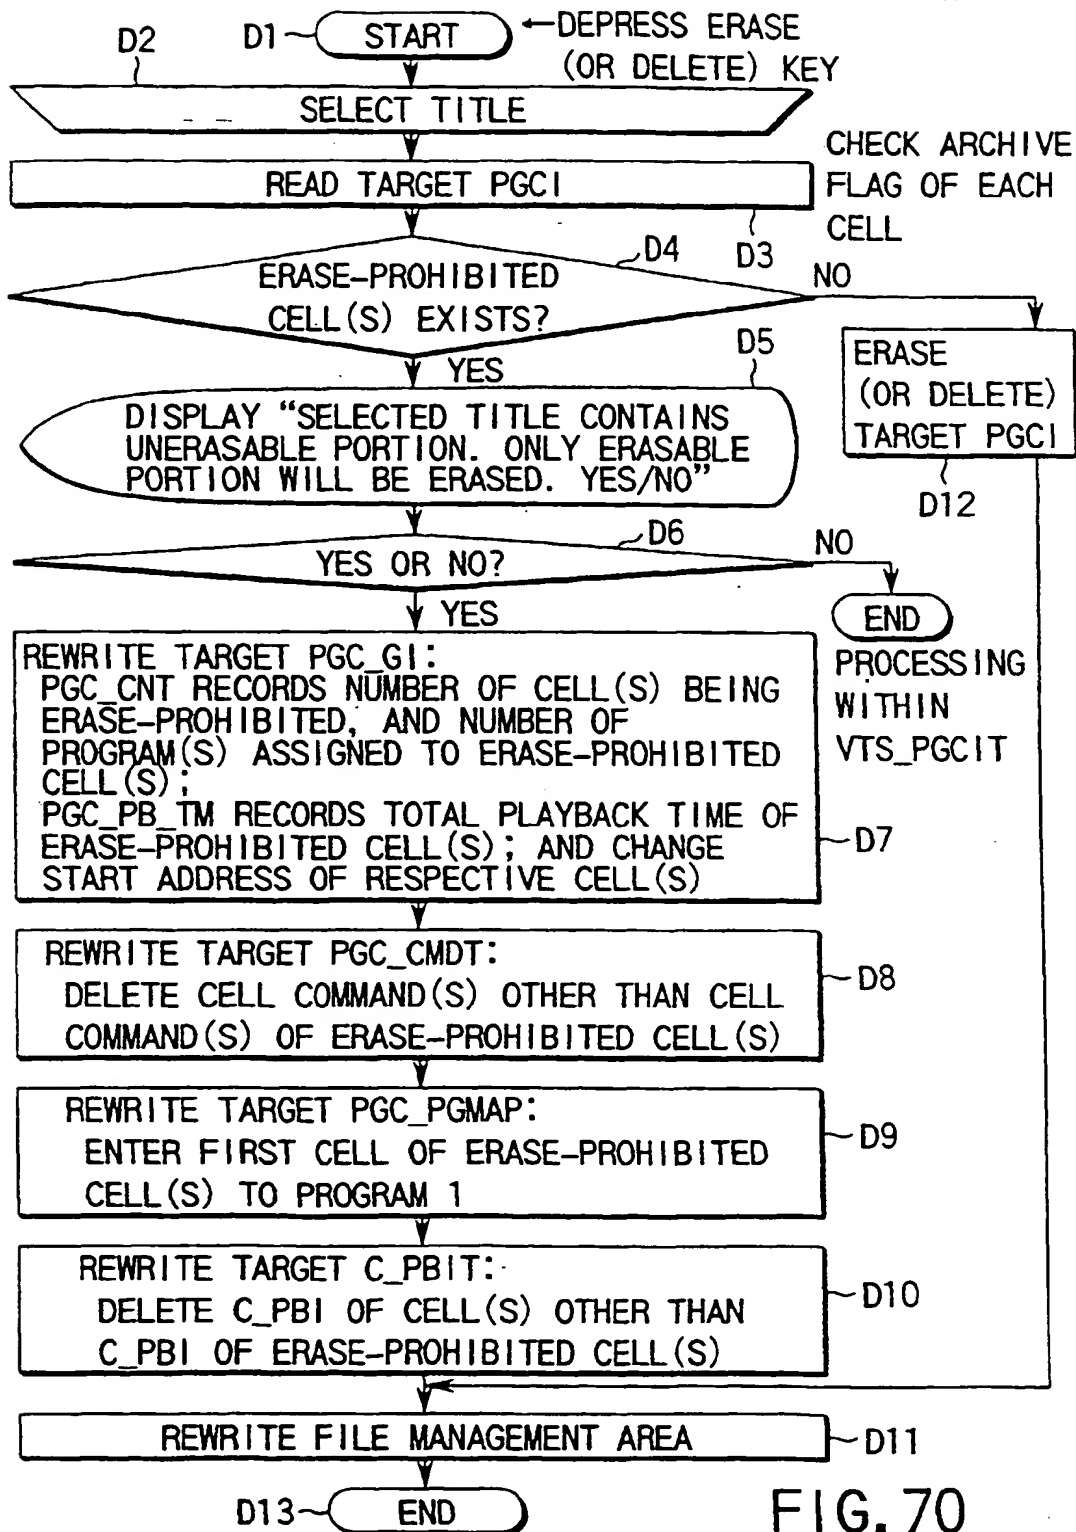 D1
START
←DEPRESS ERASE
(OR DELETE) KEY
D2
SELECT TITLE
READ TARGET PGCI
D3
CHECK ARCHIVE
FLAG OF EACH
CELL
D4
ERASE-PROHIBITED
CELL(S) EXISTS?
NO
YES
D5
DISPLAY “SELECTED TITLE CONTAINS
UNERASABLE PORTION. ONLY ERASABLE
PORTION WILL BE ERASED. YES/NO”
ERASE
(OR DELETE)
TARGET PGCI
D12
D6
YES OR NO?
NO
YES
END
PROCESSING
WITHIN
VTS_PGCIT
REWRITE TARGET PGC_GI:
PGC_CNT RECORDS NUMBER OF CELL(S) BEING
ERASE-PROHIBITED, AND NUMBER OF
PROGRAM(S) ASSIGNED TO ERASE-PROHIBITED
CELL(S);
PGC_PB_TM RECORDS TOTAL PLAYBACK TIME OF
ERASE-PROHIBITED CELL(S); AND CHANGE
START ADDRESS OF RESPECTIVE CELL(S)
D7
REWRITE TARGET PGC_CMDT:
DELETE CELL COMMAND(S) OTHER THAN CELL
COMMAND(S) OF ERASE-PROHIBITED CELL(S)
D8
REWRITE TARGET PGC_PGMAP:
ENTER FIRST CELL OF ERASE-PROHIBITED
CELL(S) TO PROGRAM 1
D9
REWRITE TARGET C_PBIT:
DELETE C_PBI OF CELL(S) OTHER THAN
C_PBI OF ERASE-PROHIBITED CELL(S)
D10
REWRITE FILE MANAGEMENT AREA
D11
D13
END
FIG. 70